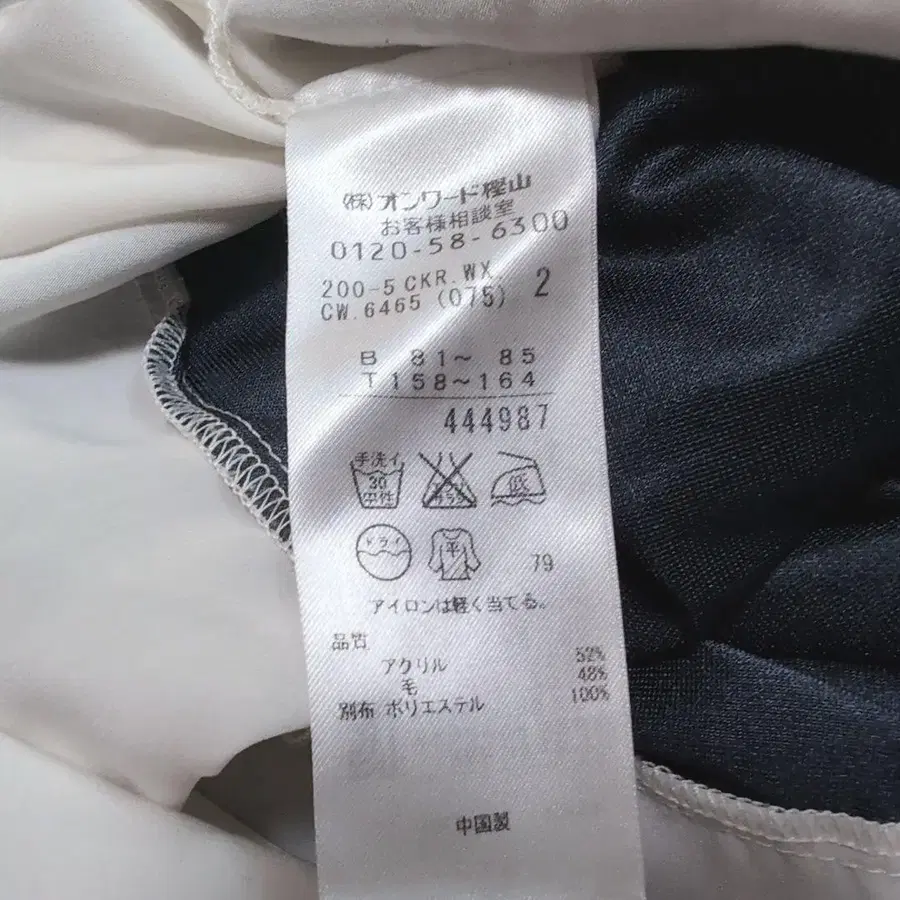 ㈱オンワード樫山
お客様相談室
0120-58-6300
200-5 CKR.WX.
CW.6465 (075) 2
B 81～ 85
T 158～164
444987
手洗イ
30
中性
低
ドライ
平
79
アイロンは軽く当てる。
品質
アクリル 52%
毛 48%
別布 ポリエステル 100%
中国製